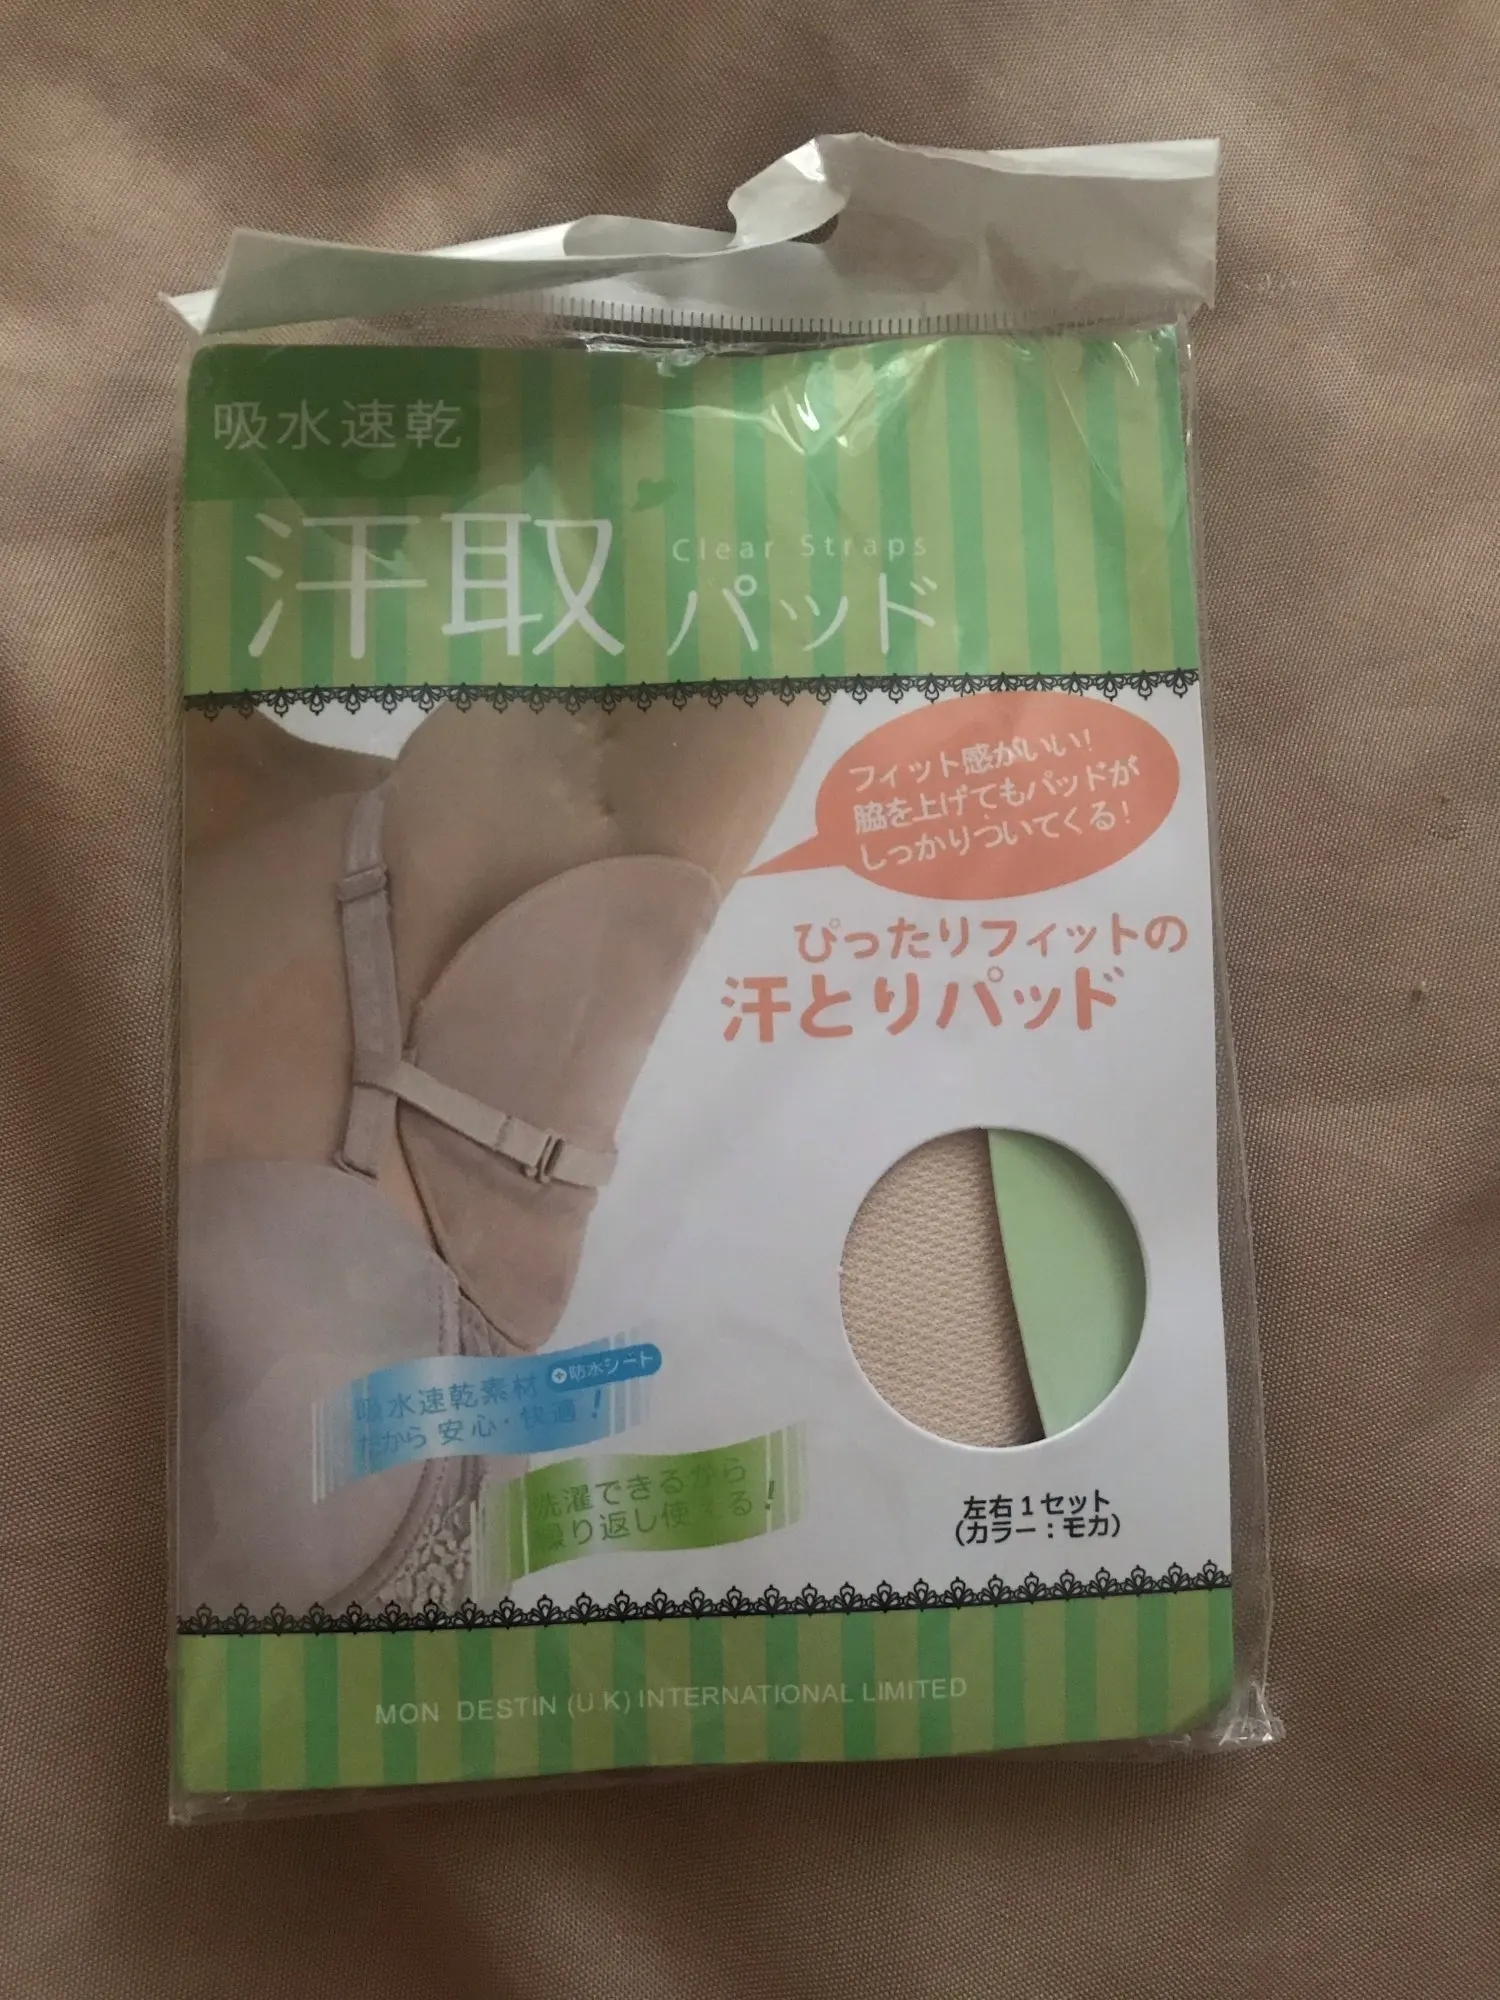 吸水速乾
汗取
Clear Straps
パッド
フィット感がいい！
脇を上げてもパッドが
しっかりついてくる！
ぴったりフィットの
汗とりパッド
+防水シート
吸水速乾素材
だから 安心・快適！
洗濯できるから
繰り返し使える！
左右1セット
（カラー：モカ）
MON DESTIN (U.K) INTERNATIONAL LIMITED